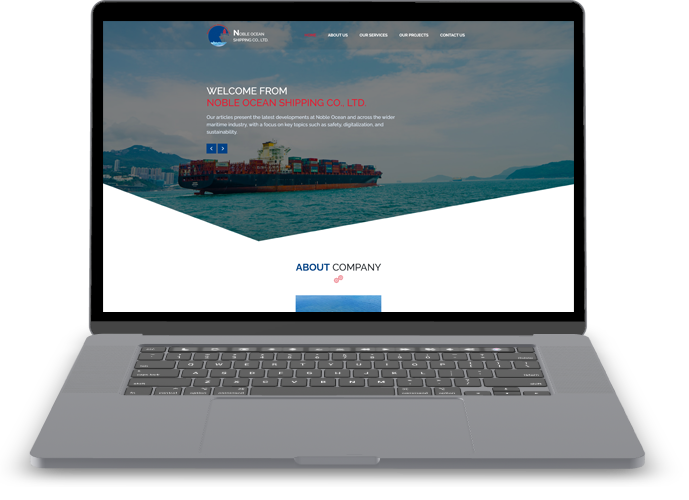 NOBLE OCEAN
SHIPPING CO., LTD.
HOME ABOUT US OUR SERVICES OUR PROJECTS CONTACT US
WELCOME FROM
NOBLE OCEAN SHIPPING CO., LTD.
Our articles present the latest developments at Noble Ocean and across the wider
maritime industry, with a focus on key topics such as safety, digitalization, and
sustainability.
ABOUT COMPANY